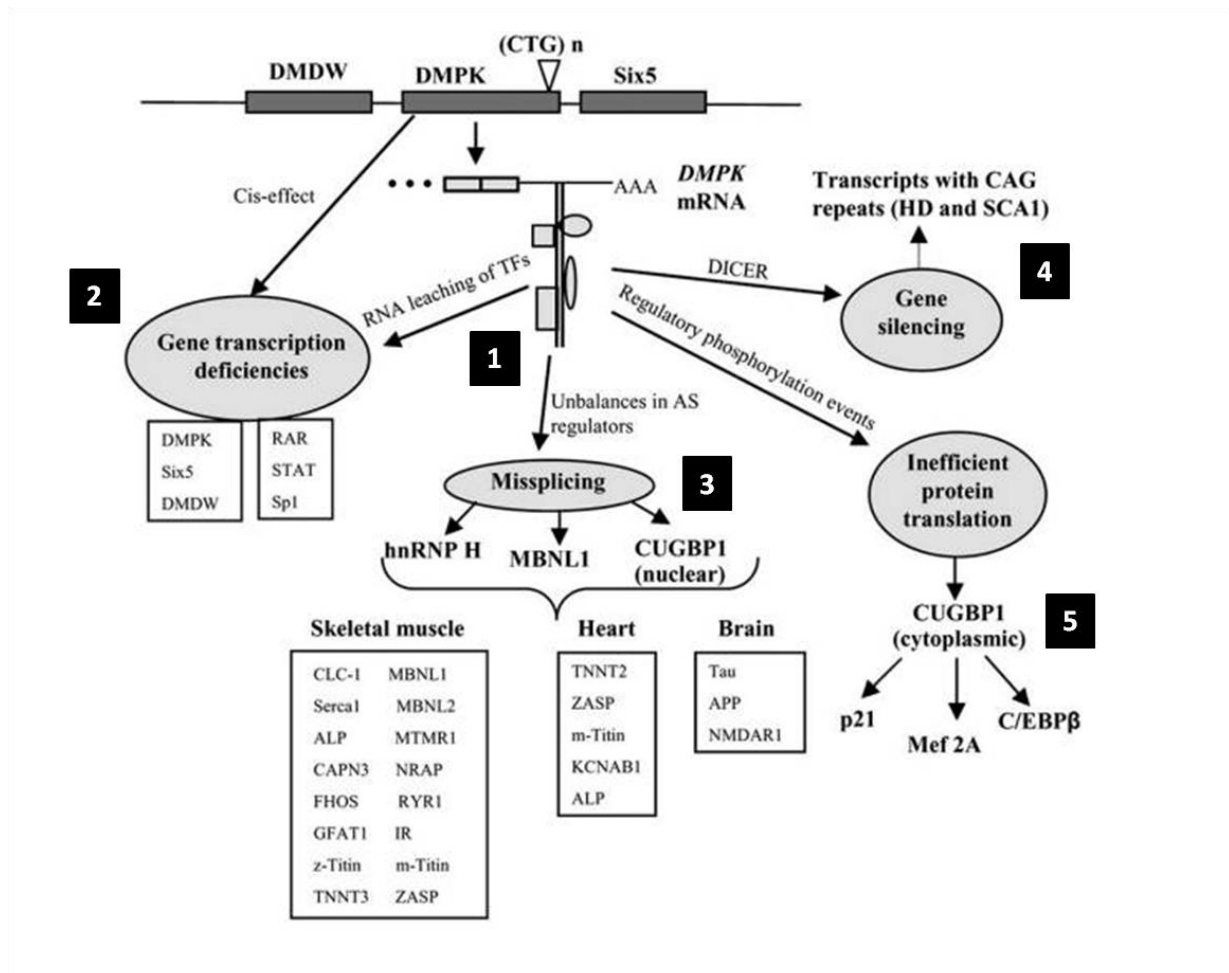 (CTG) n
DMDW
DMPK
Six5
Cis-effect
AAA
DMPK
mRNA
Transcripts with CAG
repeats (HD and SCA1)
2
RNA leaching of TFs
DICER
4
Gene
silencing
Gene transcription
deficiencies
1
Regulatory phosphorylation events
Unbalances in AS
regulators
DMPK
Six5
DMDW
RAR
STAT
Sp1
Missplicing
3
Inefficient
protein
translation
hnRNP H
MBNL1
CUGBP1
(nuclear)
CUGBP1
(cytoplasmic)
5
Skeletal muscle
Heart
Brain
CLC-1 MBNL1
Serca1 MBNL2
ALP MTMR1
CAPN3 NRAP
FHOS RYR1
GFAT1 IR
z-Titin m-Titin
TNNT3 ZASP
TNNT2
ZASP
m-Titin
KCNAB1
ALP
Tau
APP
NMDAR1
p21
Mef 2A
C/EBPβ